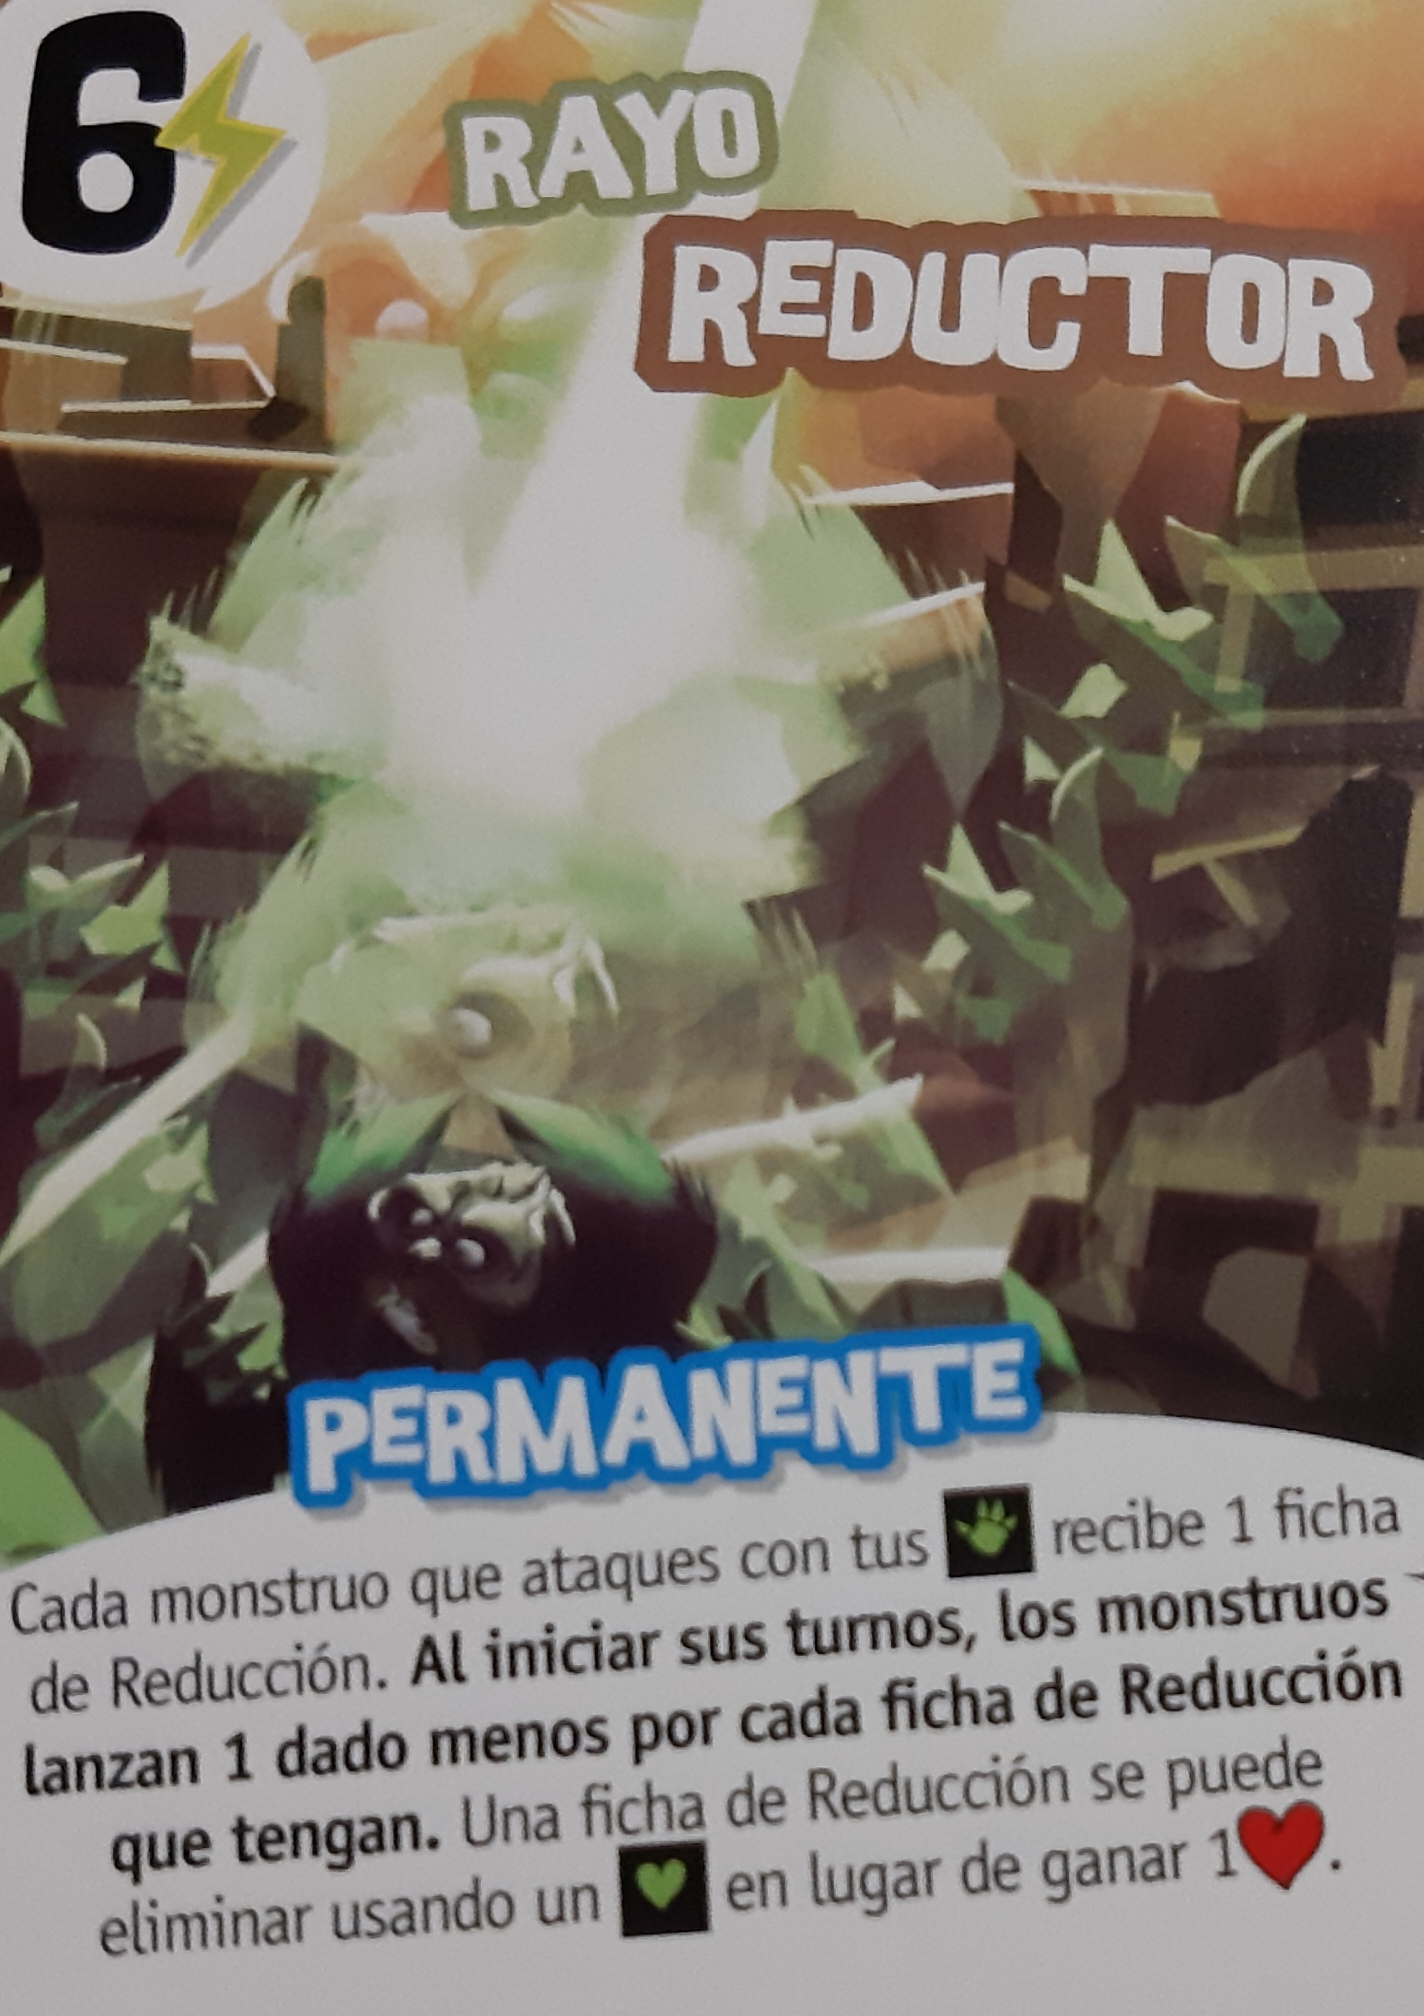 6
RAYO
REDUCTOR
PERMANENTE
Cada monstruo que ataques con tus recibe 1 ficha
de Reducción. Al iniciar sus turnos, los monstruos
lanzan 1 dado menos por cada ficha de Reducción
que tengan. Una ficha de Reducción se puede
eliminar usando un en lugar de ganar 1.